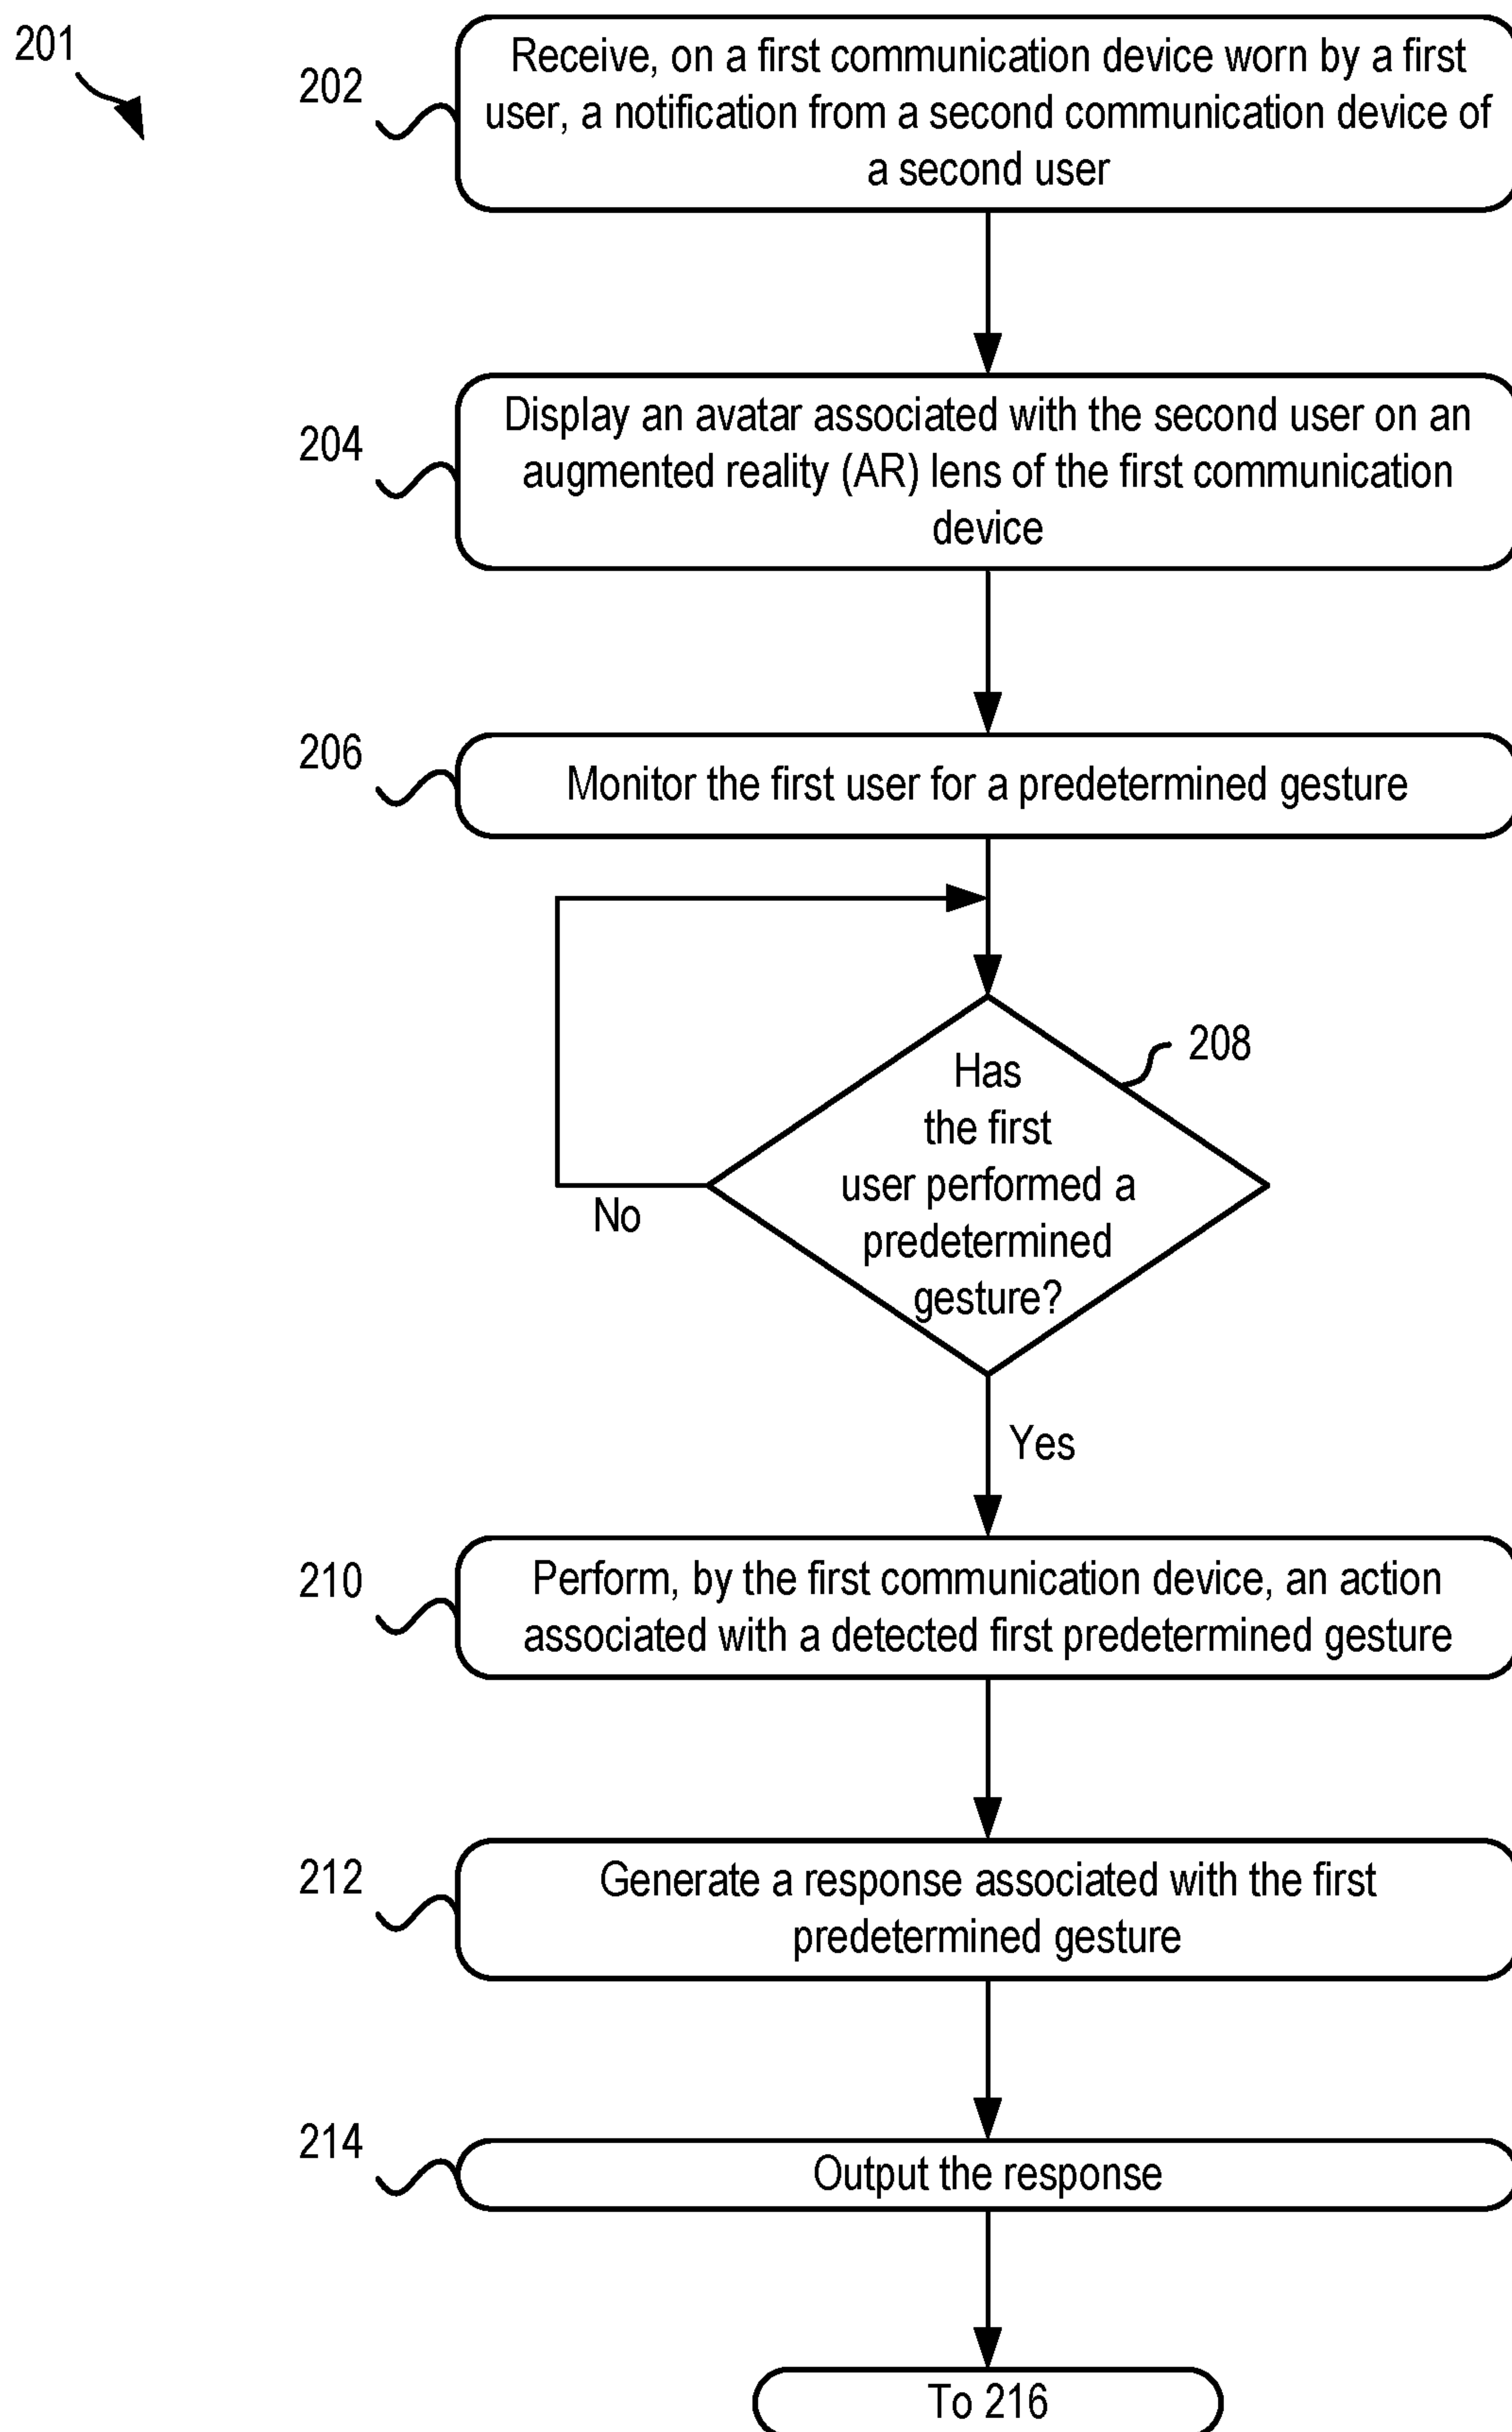 201
202
Receive, on a first communication device worn by a first
user, a notification from a second communication device of
a second user
204
Display an avatar associated with the second user on an
augmented reality (AR) lens of the first communication
device
206
Monitor the first user for a predetermined gesture
208
Has
the first
user performed a
predetermined
gesture?
No
Yes
210
Perform, by the first communication device, an action
associated with a detected first predetermined gesture
212
Generate a response associated with the first
predetermined gesture
214
Output the response
To 216